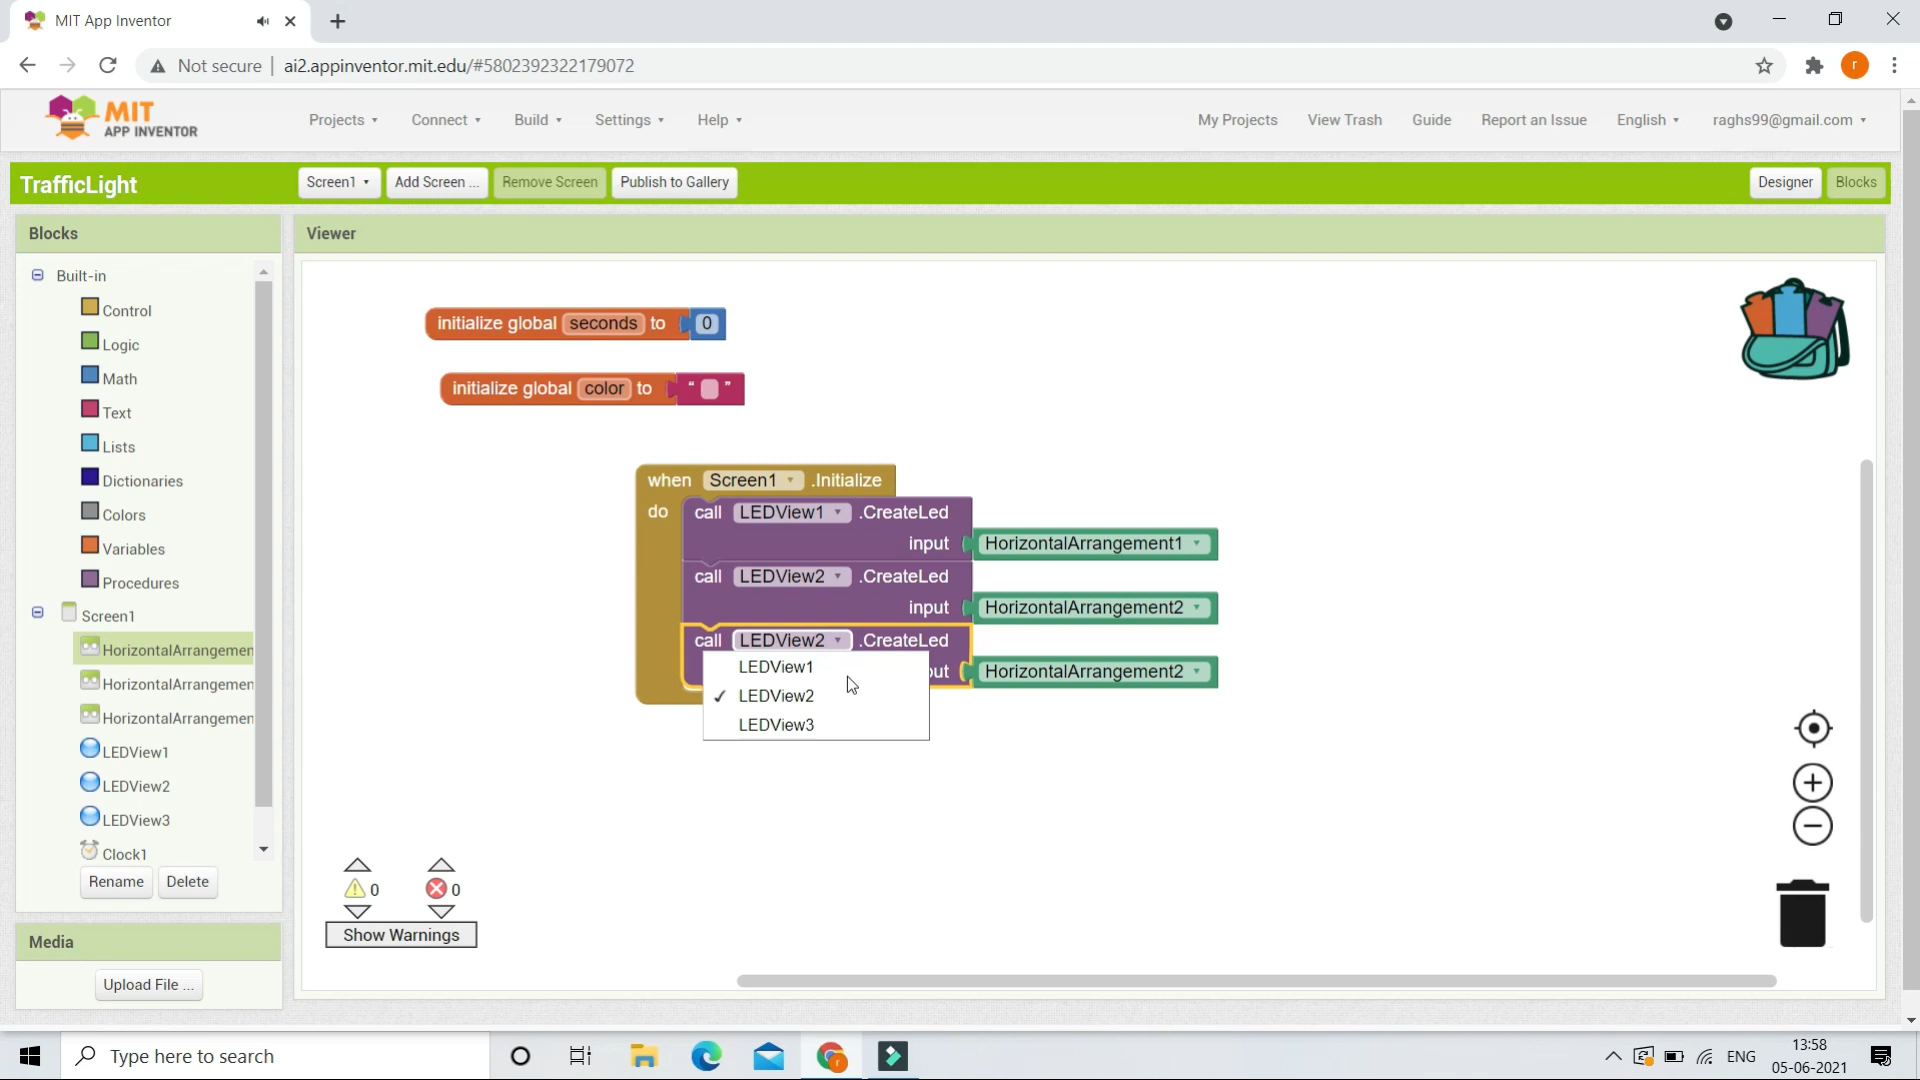 MIT App Inventor
Not secure | ai2.appinventor.mit.edu/#5802392322179072
r
MIT
APP INVENTOR
Projects Connect Build Settings Help My Projects View Trash Guide Report an Issue English raghs99@gmail.com
TrafficLight Screen1 Add Screen ... Remove Screen Publish to Gallery Designer Blocks
Blocks
Viewer
Built-in
Control
Logic
Math
Text
Lists
Dictionaries
Colors
Variables
Procedures
Screen1
HorizontalArrangemen
HorizontalArrangemen
HorizontalArrangemen
LEDView1
LEDView2
LEDView3
Clock1
Rename Delete
Media
Upload File ...
initialize global seconds to 0
initialize global color to “ ”
when Screen1 .Initialize
do call LEDView1 .CreateLed
input HorizontalArrangement1
call LEDView2 .CreateLed
input HorizontalArrangement2
call LEDView2 .CreateLed
put HorizontalArrangement2
LEDView1
✓ LEDView2
LEDView3
0 0
Show Warnings
Type here to search
r
ENG
13:58
05-06-2021